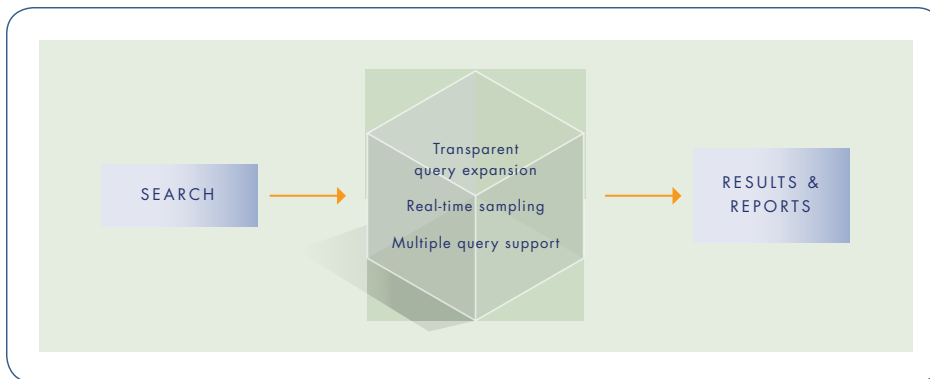 SEARCH
Transparent
query expansion
Real-time sampling
Multiple query support
RESULTS &
REPORTS